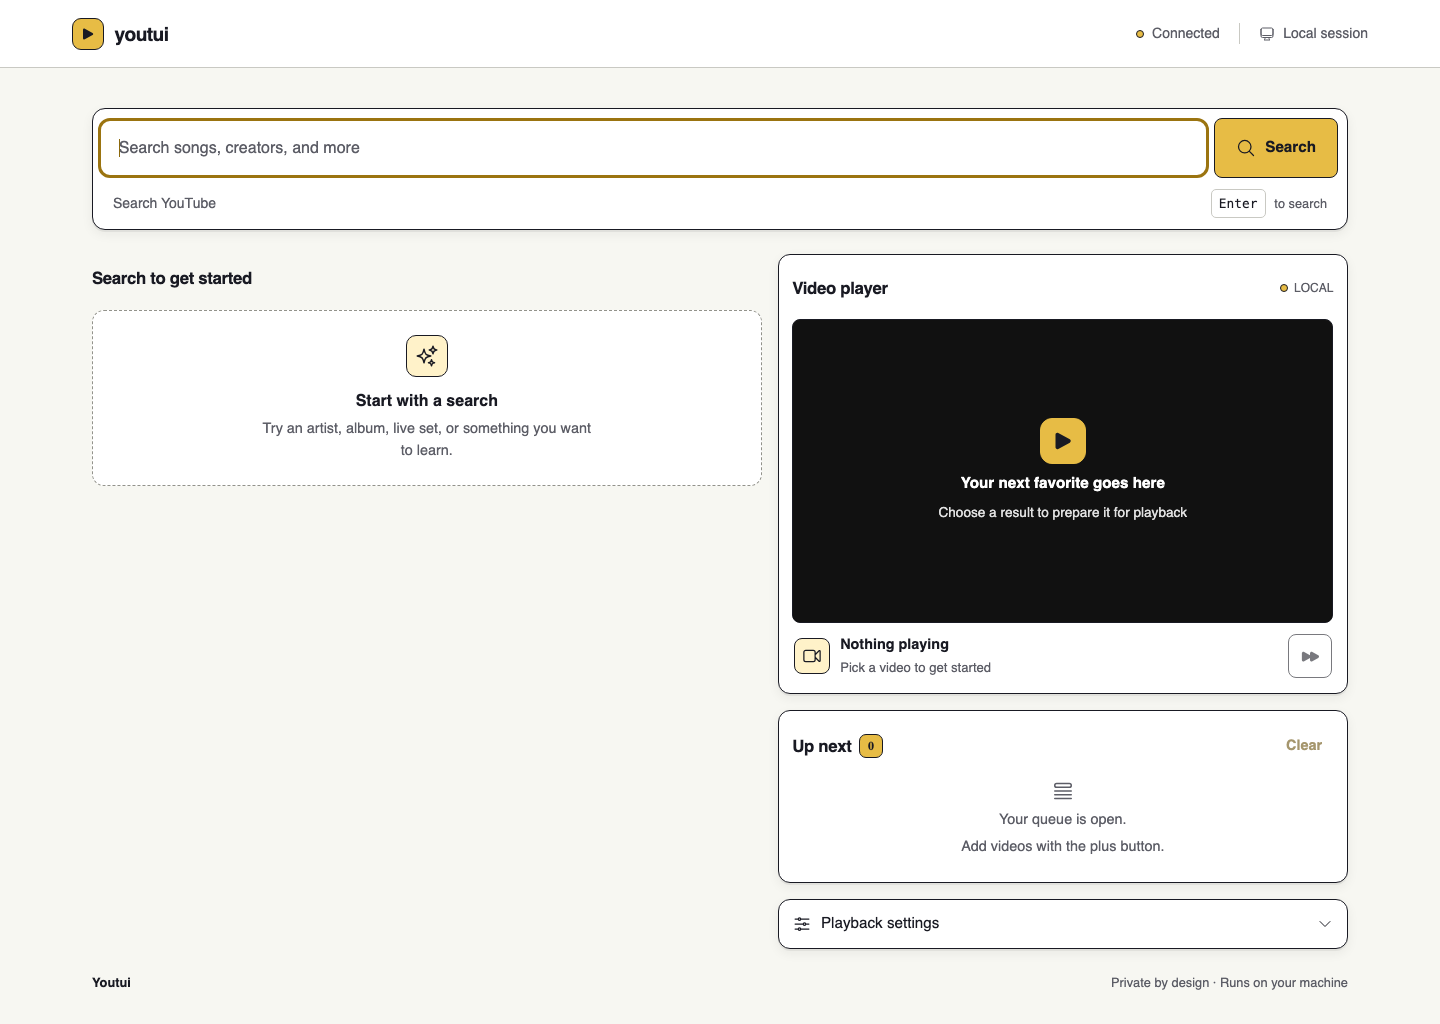 youtui
Connected
Local session
Search songs, creators, and more
Search
Search YouTube
Enter to search
Search to get started
Start with a search
Try an artist, album, live set, or something you want
to learn.
Video player
LOCAL
Your next favorite goes here
Choose a result to prepare it for playback
Nothing playing
Pick a video to get started
Up next 0
Clear
Your queue is open.
Add videos with the plus button.
Playback settings
Youtui
Private by design · Runs on your machine